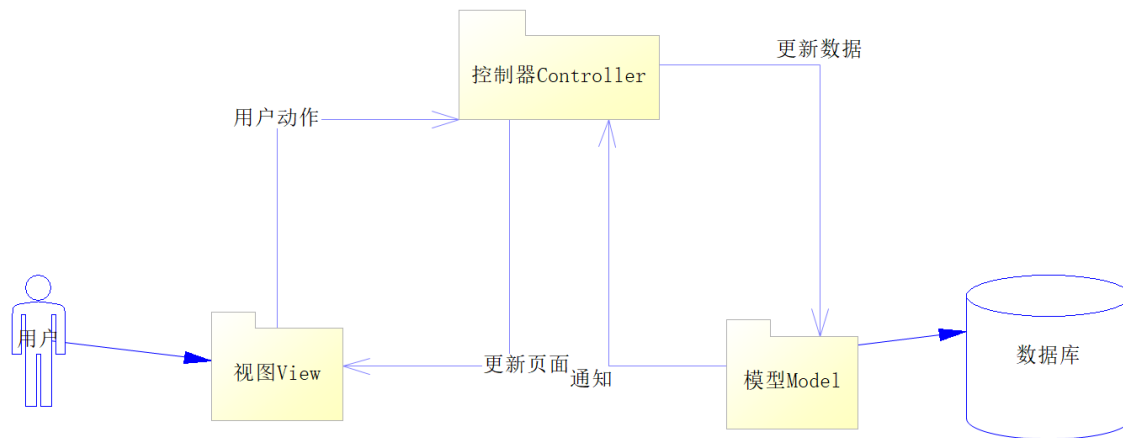 更新数据
控制器Controller
用户动作
用户
视图View
更新页面
通知
模型Model
数据库